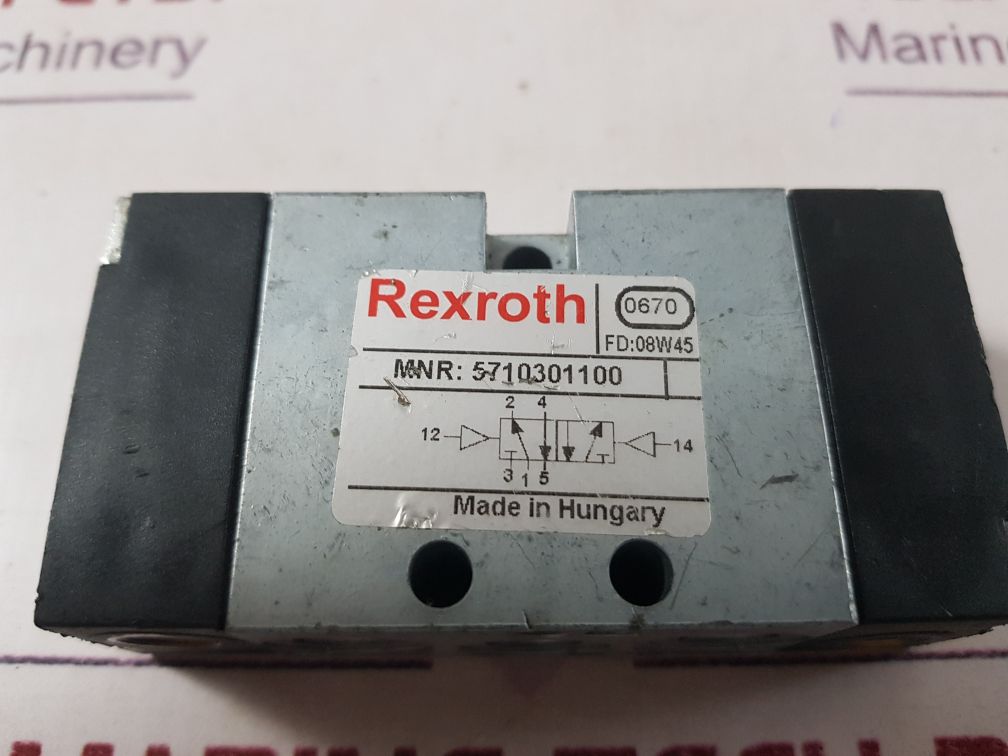 chinery
Marin
Rexroth
0670
FD:08W45
MNR: 5710301100
2 4
12
14
3 1 5
Made in Hungary